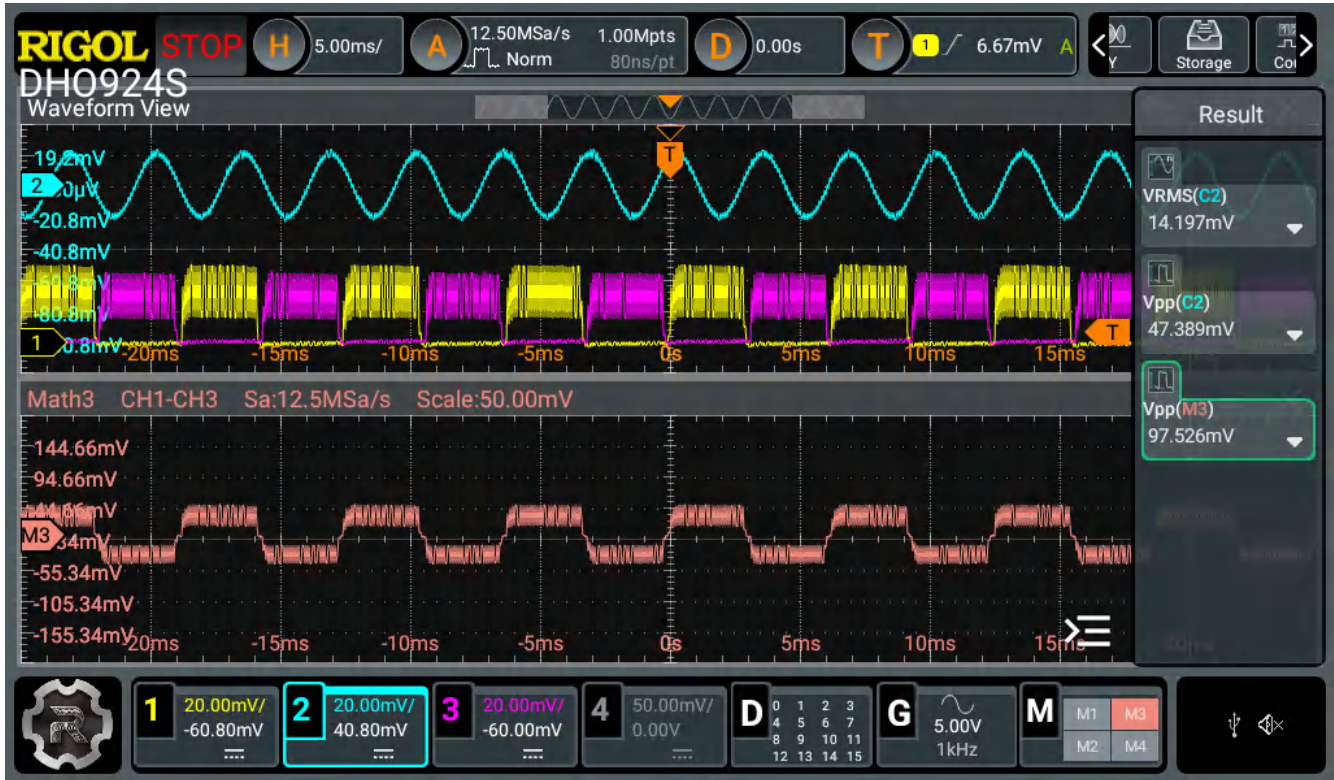 RIGOL STOP H 5.00ms/ A 12.50MSa/s 1.00Mpts D 0.00s T 1 6.67mV A Storage
Norm 80ns/pt
DHO924S
Waveform View
Result
T
2
-20.8mV
-40.8mV
-80.8mV
1
T
-20ms -15ms -10ms -5ms 0s 5ms 10ms 15ms
VRMS(C2)
14.197mV
Vpp(C2)
47.389mV
Vpp(M3)
97.526mV
Math3 CH1-CH3 Sa:12.5MSa/s Scale:50.00mV
144.66mV
94.66mV
M3
-55.34mV
-105.34mV
-155.34mV
-15ms -10ms -5ms 0s 5ms 10ms
R
1 20.00mV/ -60.80mV
2 20.00mV/ 40.80mV
3 20.00mV/ -60.00mV
4 50.00mV/ 0.00V
D 0 1 2 3
4 5 6 7
8 9 10 11
12 13 14 15
G 5.00V
1kHz
M M1 M3
M2 M4